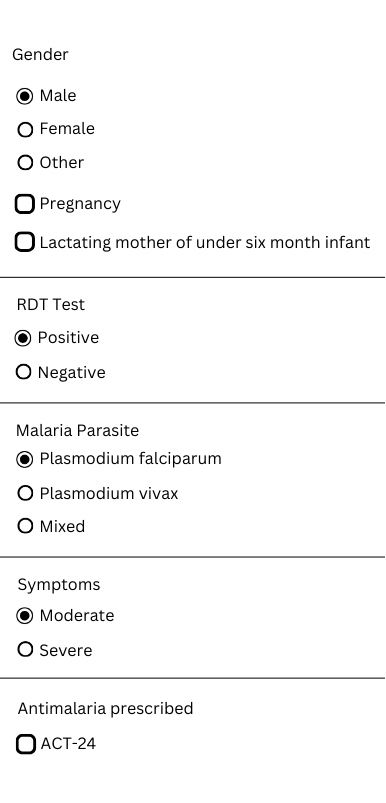 Gender
Male
Female
Other
Pregnancy
Lactating mother of under six month infant
RDT Test
Positive
Negative
Malaria Parasite
Plasmodium falciparum
Plasmodium vivax
Mixed
Symptoms
Moderate
Severe
Antimalaria prescribed
ACT-24